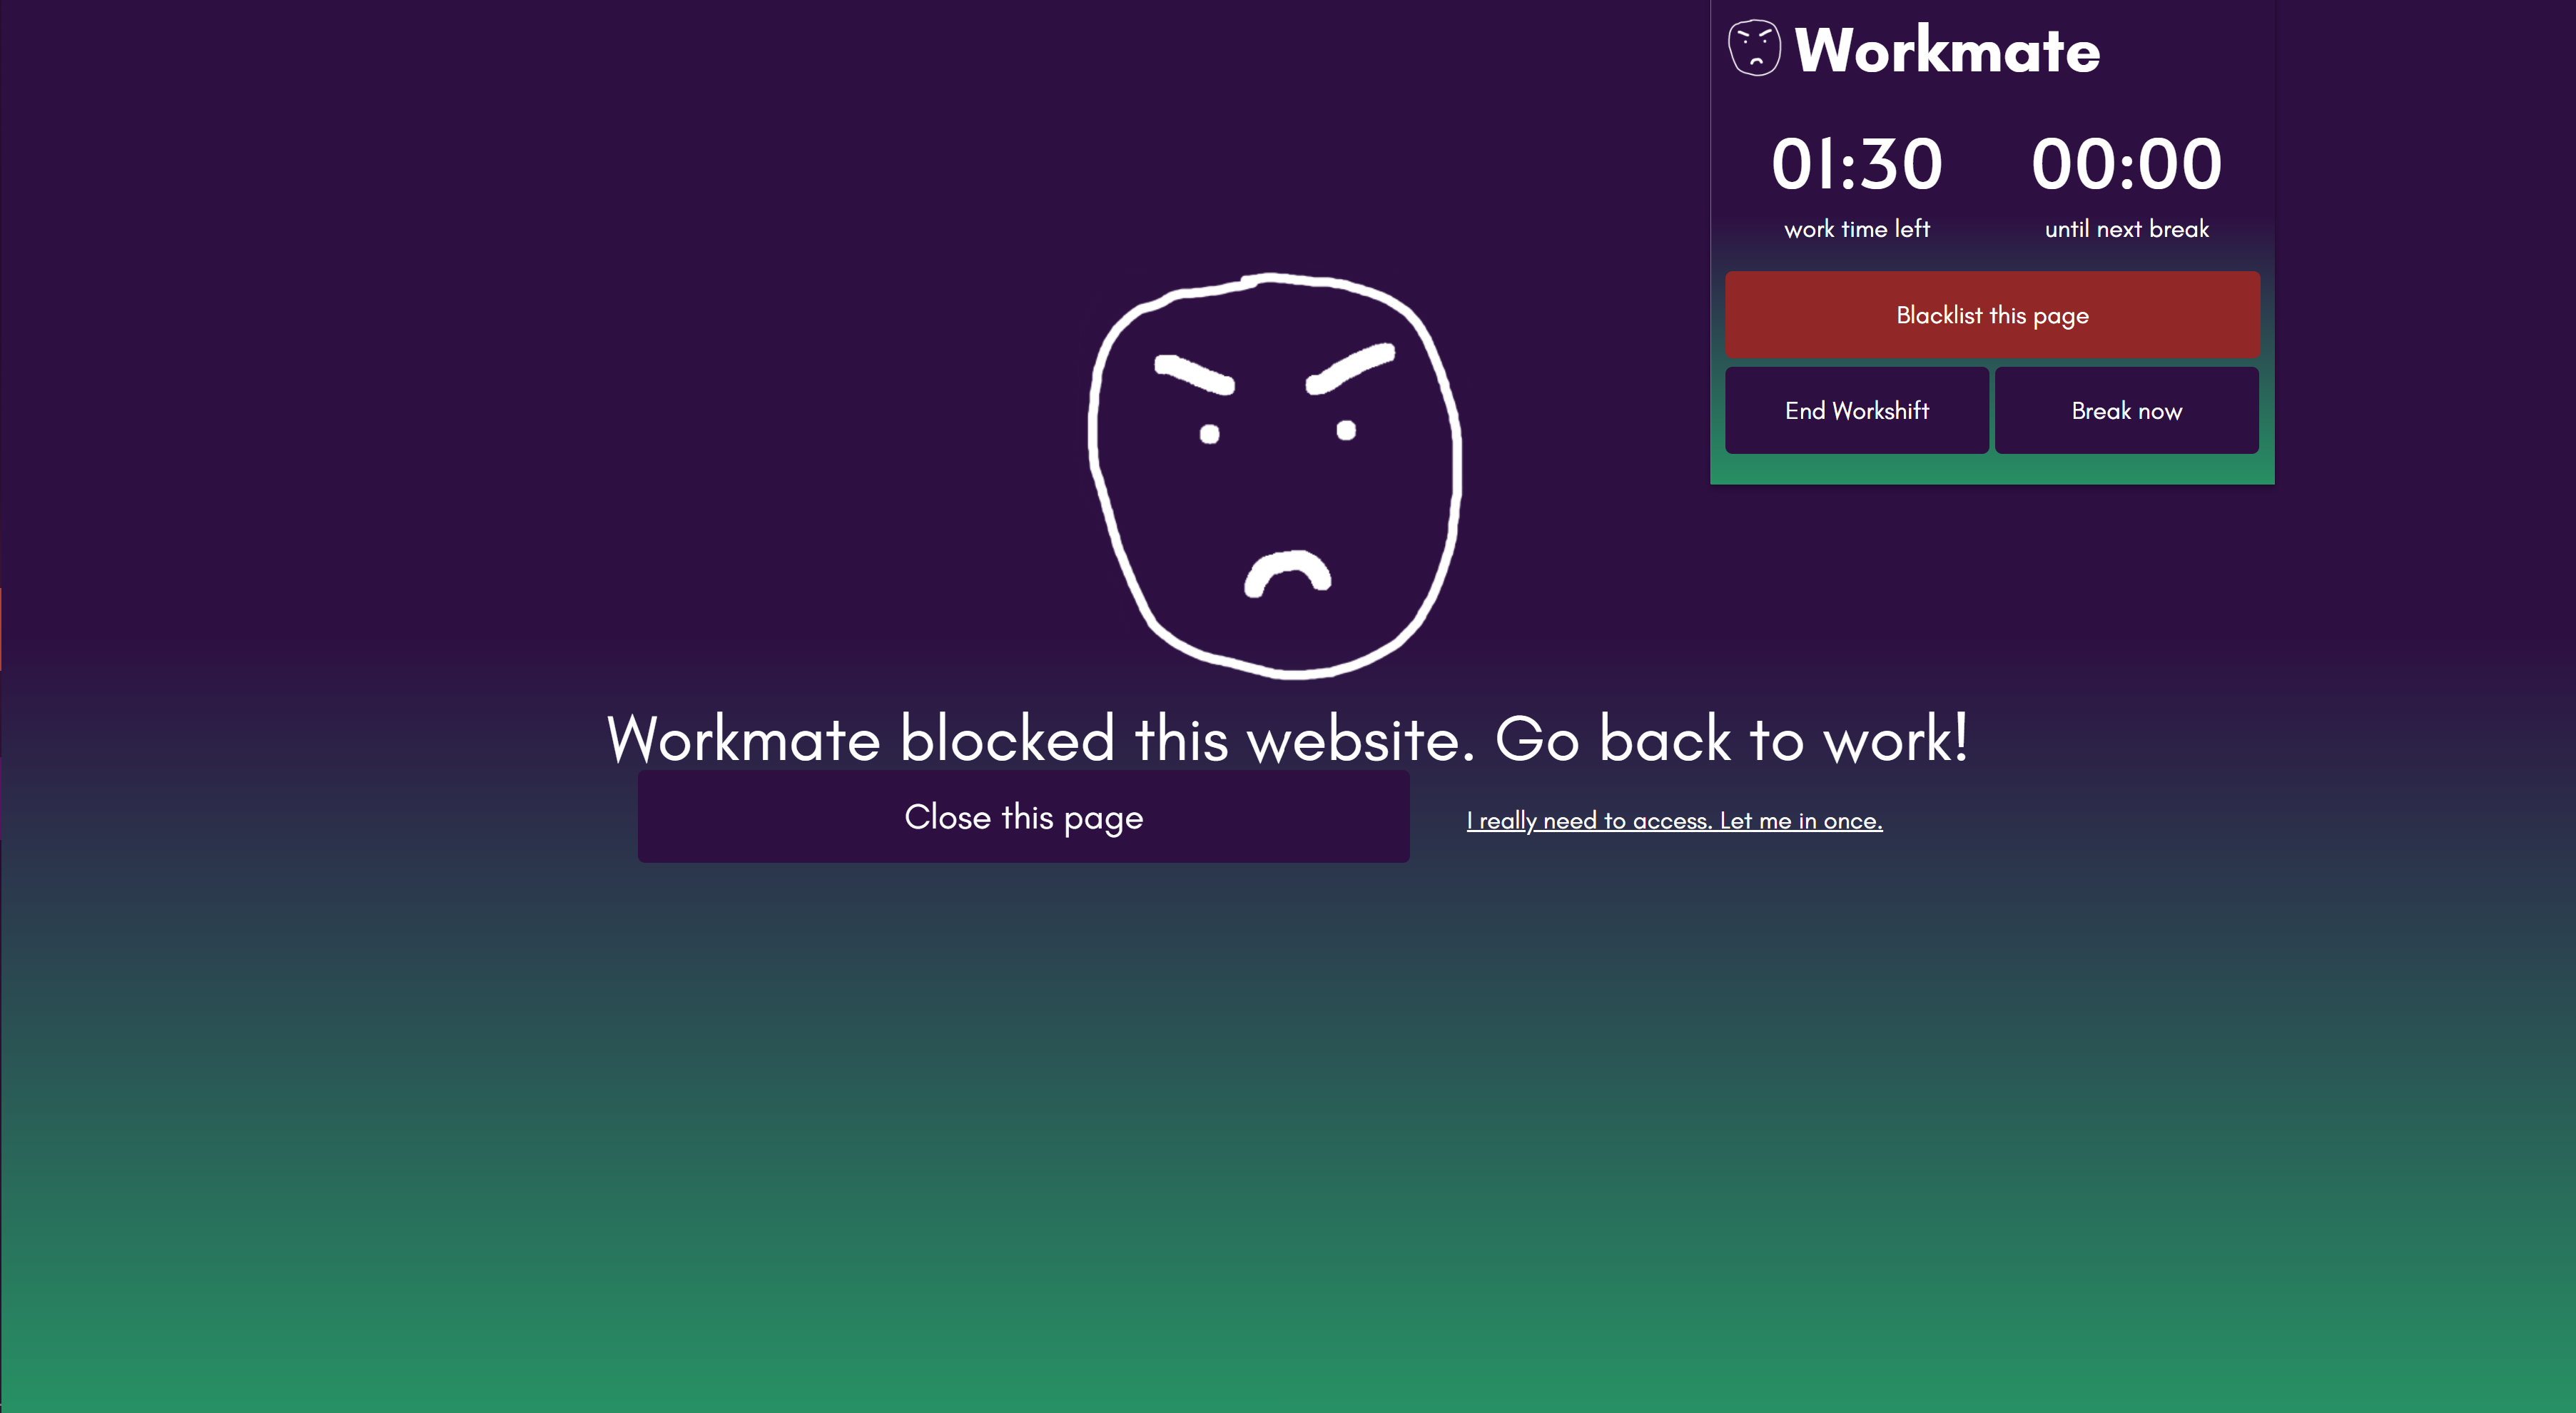 Workmate
01:30 00:00
work time left until next break
Blacklist this page
End Workshift Break now
Workmate blocked this website. Go back to work!
Close this page I really need to access. Let me in once.